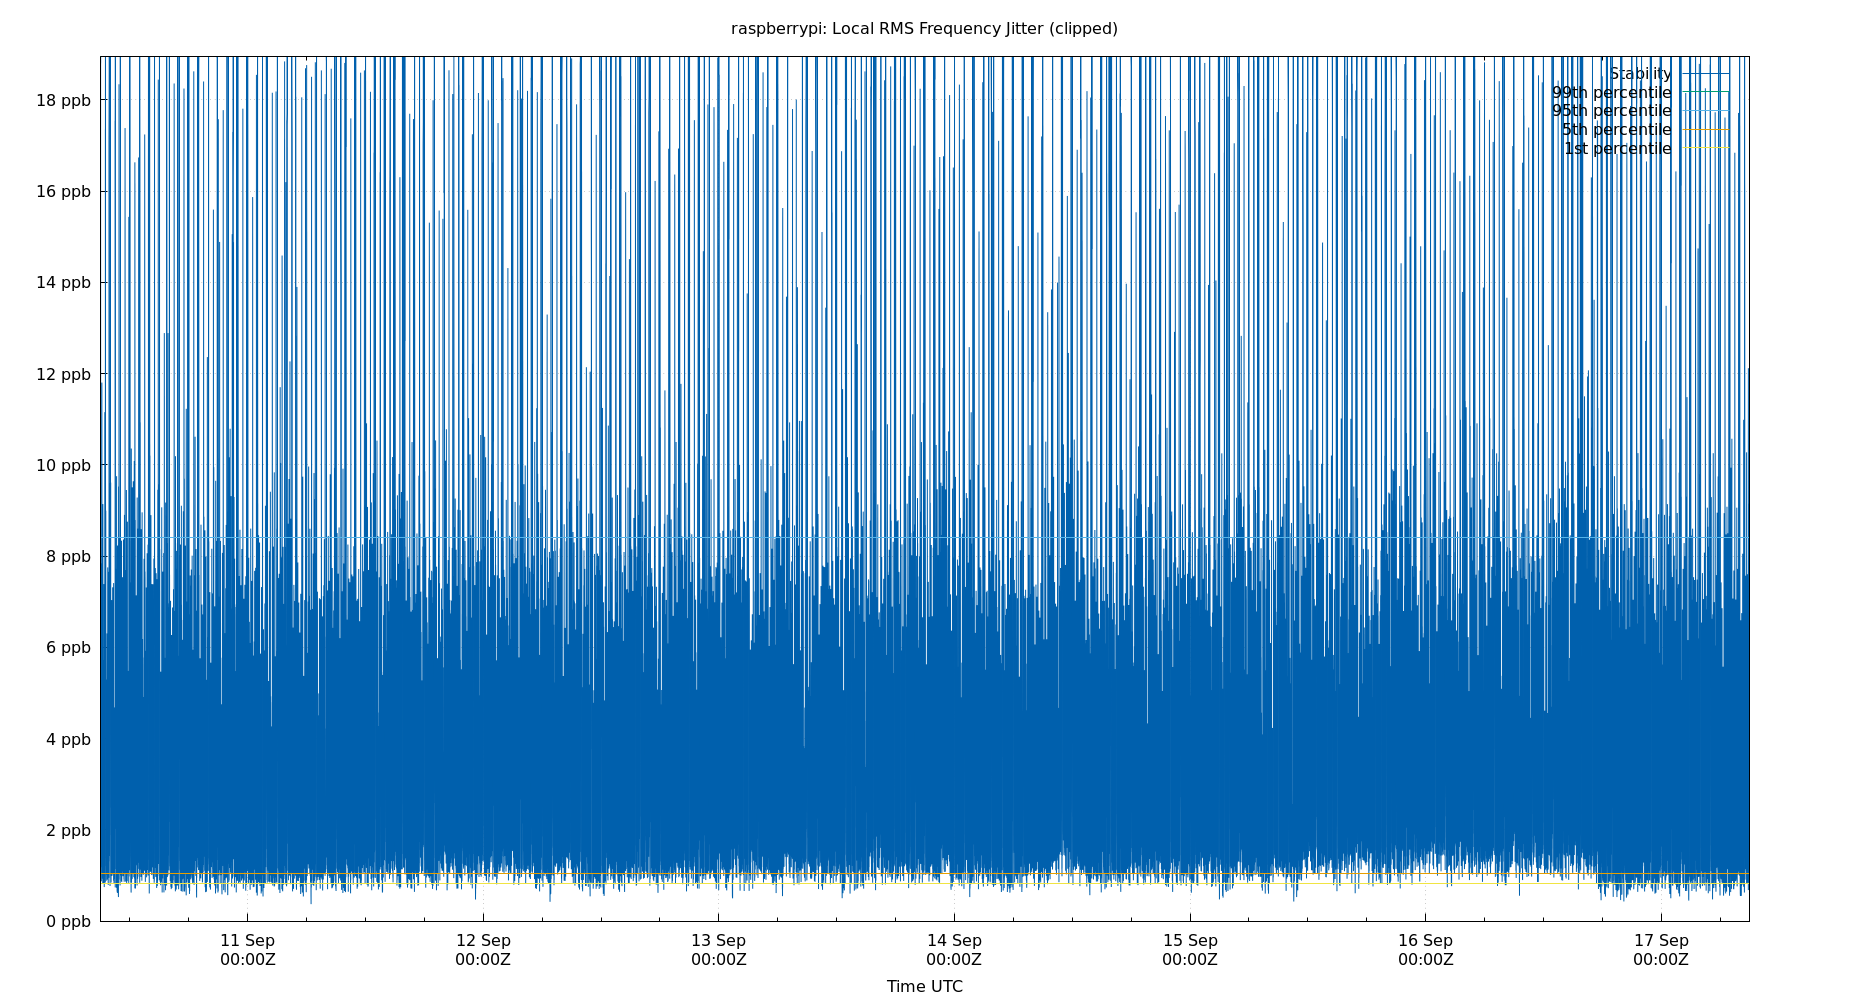 raspberrypi: Local RMS Frequency Jitter (clipped)
Stability
99th percentile
95th percentile
5th percentile
1st percentile
18 ppb
16 ppb
14 ppb
12 ppb
10 ppb
8 ppb
6 ppb
4 ppb
2 ppb
0 ppb
11 Sep 12 Sep 13 Sep 14 Sep 15 Sep 16 Sep 17 Sep
00:00Z 00:00Z 00:00Z 00:00Z 00:00Z 00:00Z 00:00Z
Time UTC